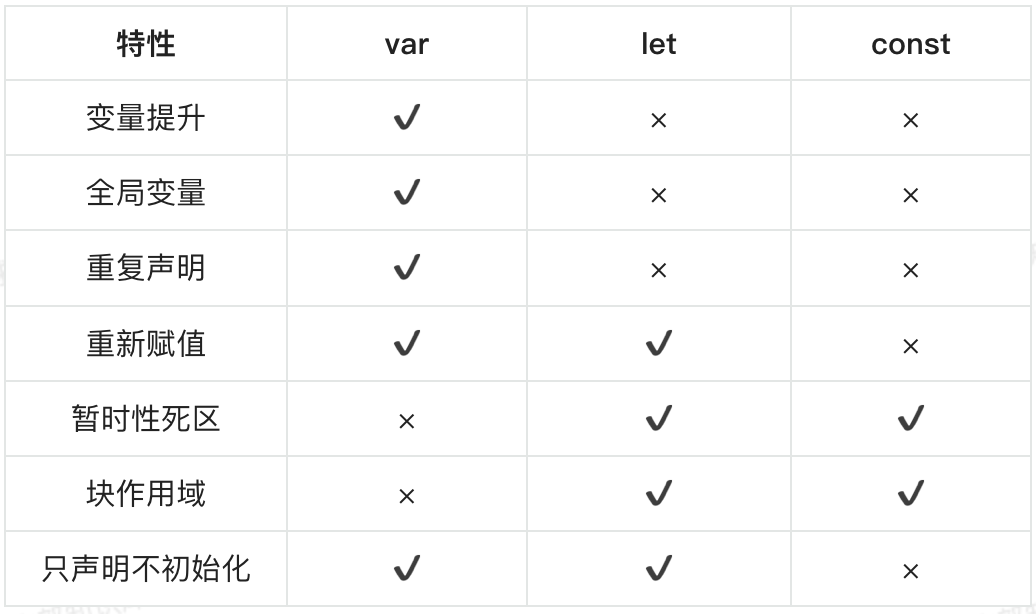 特性 var let const
变量提升 ✔ × ×
全局变量 ✔ × ×
重复声明 ✔ × ×
重新赋值 ✔ ✔ ×
暂时性死区 × ✔ ✔
块作用域 × ✔ ✔
只声明不初始化 ✔ ✔ ×